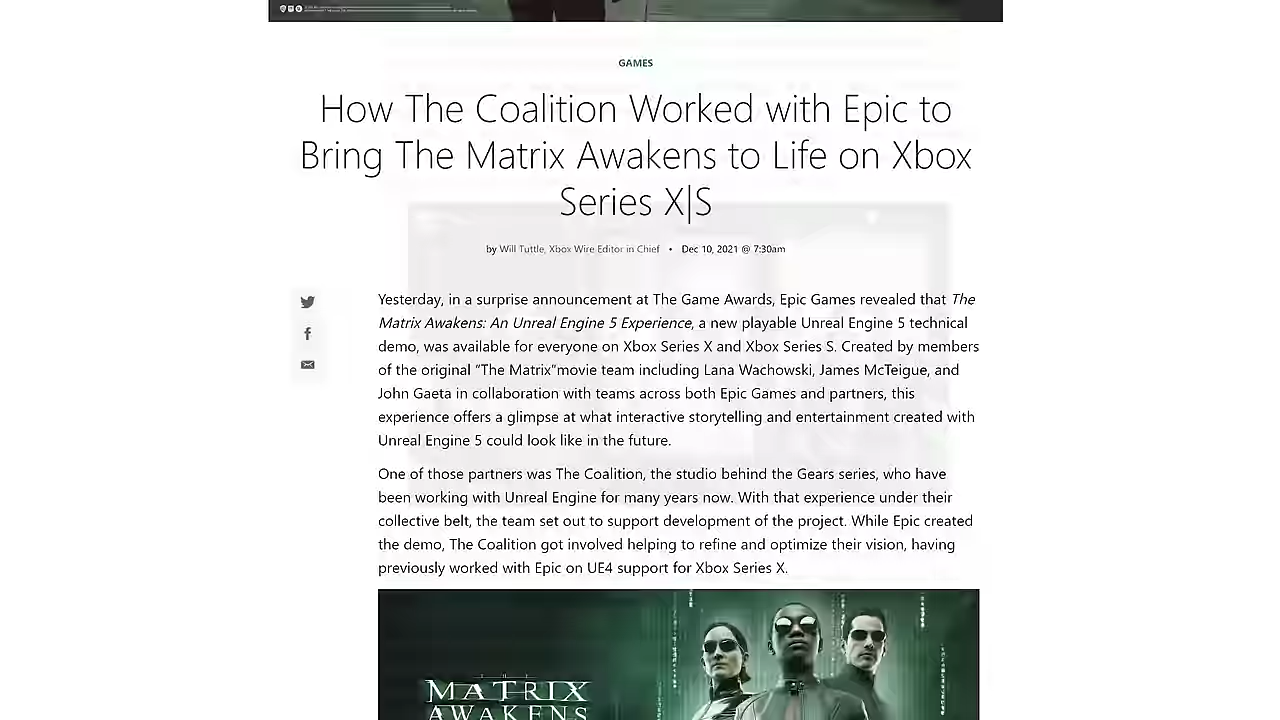 GAMES
How The Coalition Worked with Epic to
Bring The Matrix Awakens to Life on Xbox
Series X|S
by Will Tuttle, Xbox Wire Editor in Chief • Dec 10, 2021 @ 7:30am
Yesterday, in a surprise announcement at The Game Awards, Epic Games revealed that The
Matrix Awakens: An Unreal Engine 5 Experience, a new playable Unreal Engine 5 technical
demo, was available for everyone on Xbox Series X and Xbox Series S. Created by members
of the original "The Matrix"movie team including Lana Wachowski, James McTeigue, and
John Gaeta in collaboration with teams across both Epic Games and partners, this
experience offers a glimpse at what interactive storytelling and entertainment created with
Unreal Engine 5 could look like in the future.
One of those partners was The Coalition, the studio behind the Gears series, who have
been working with Unreal Engine for many years now. With that experience under their
collective belt, the team set out to support development of the project. While Epic created
the demo, The Coalition got involved helping to refine and optimize their vision, having
previously worked with Epic on UE4 support for Xbox Series X.
THE
MATRIX
AWAKENS